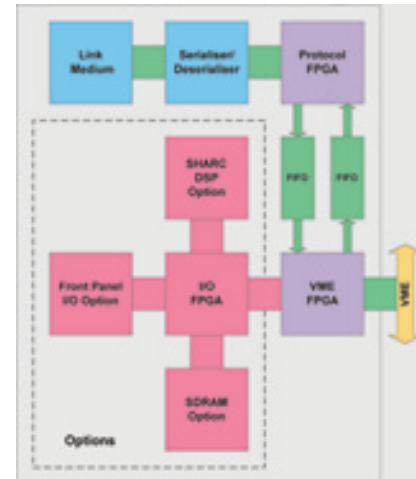 Link
Medium
Serialiser/
Deserialiser
Protocol
FPGA
SHARC
DSP
Option
FIFO
FIFO
Front Panel
I/O Option
I/O
FPGA
VME
FPGA
VME
SDRAM
Option
Options